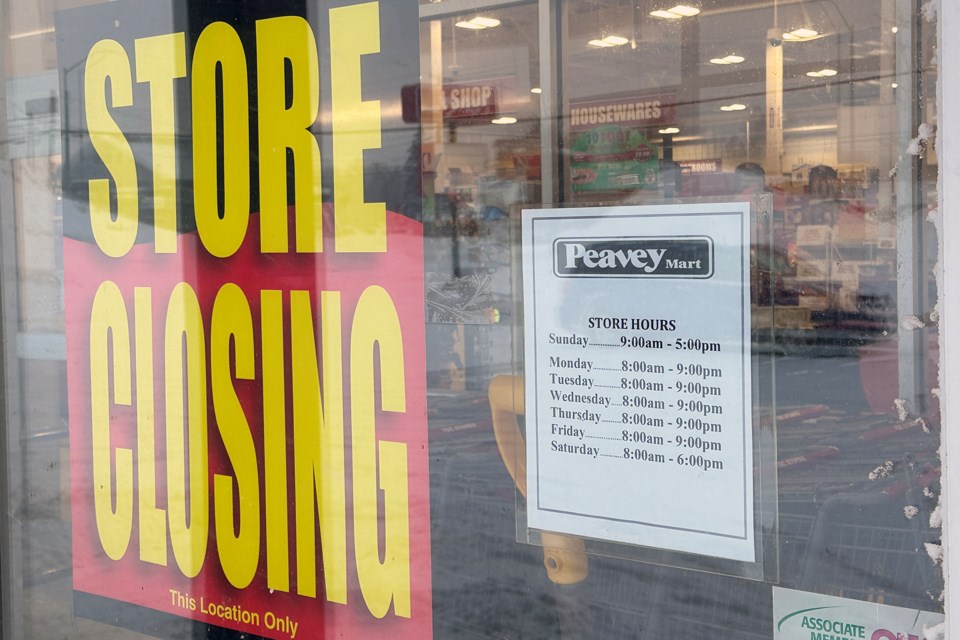 STORE
CLOSING
This Location Only
SHOP
HOUSEWARES
Peavey Mart
STORE HOURS
Sunday..............9:00am - 5:00pm
Monday............8:00am - 9:00pm
Tuesday............8:00am - 9:00pm
Wednesday.....8:00am - 9:00pm
Thursday.........8:00am - 9:00pm
Friday...............8:00am - 9:00pm
Saturday..........8:00am - 6:00pm
ASSOCIATE